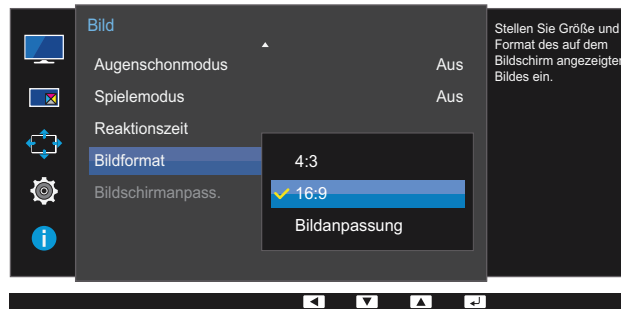 Bild
Augenschonmodus Aus
Spielemodus Aus
Reaktionszeit
Bildformat
Bildschirmanpass.
4:3
16:9
Bildanpassung
Stellen Sie Größe und
Format des auf dem
Bildschirm angezeigten
Bildes ein.